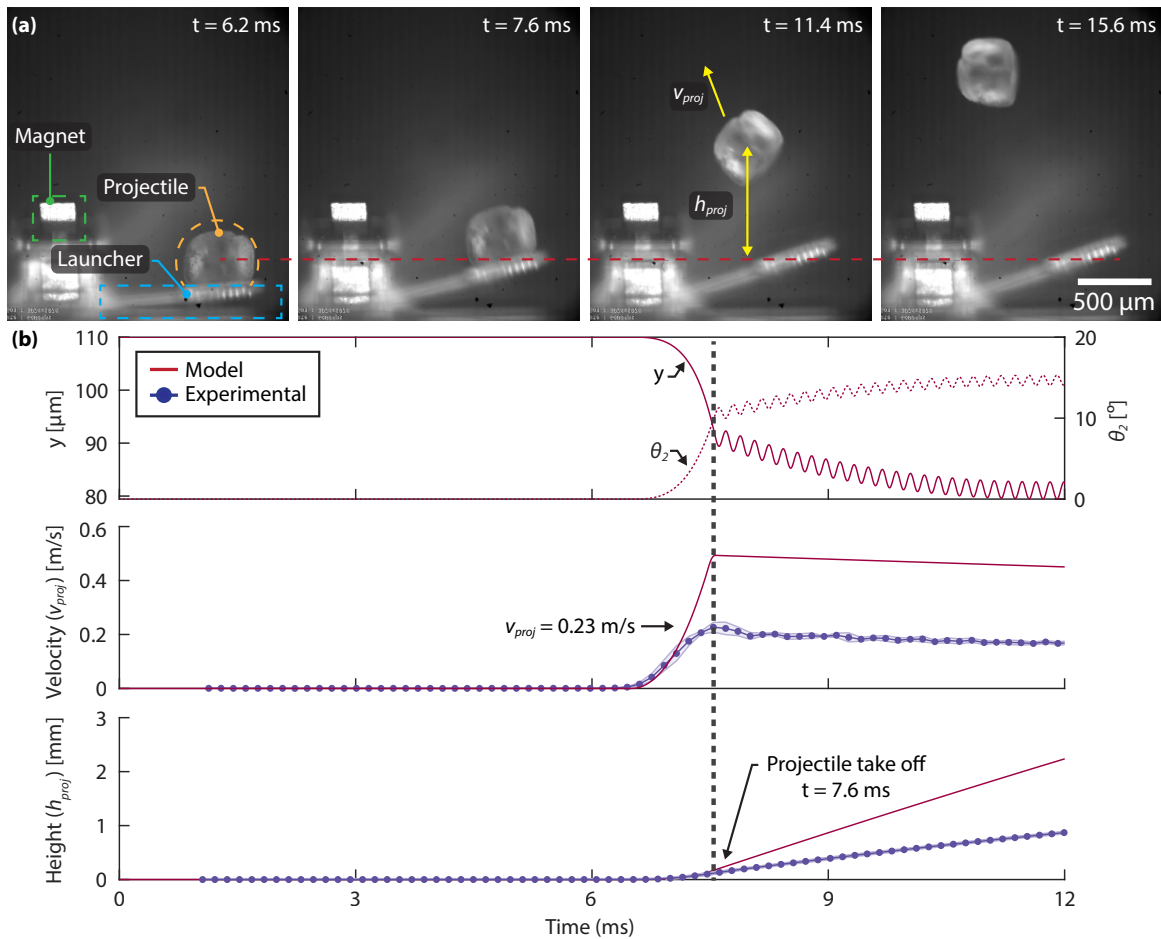 (a)
t = 6.2 ms
t = 7.6 ms
t = 11.4 ms
t = 15.6 ms
Magnet
Projectile
Launcher
v_proj
h_proj
500 µm
(b)
110
100
90
80
y [µm]
Model
Experimental
y
θ₂
20
10
0
θ₂ [°]
0.6
0.4
0.2
0
Velocity (v_proj) [m/s]
v_proj = 0.23 m/s
3
2
1
0
Height (h_proj) [mm]
Projectile take off
t = 7.6 ms
0
3
6
9
12
Time (ms)